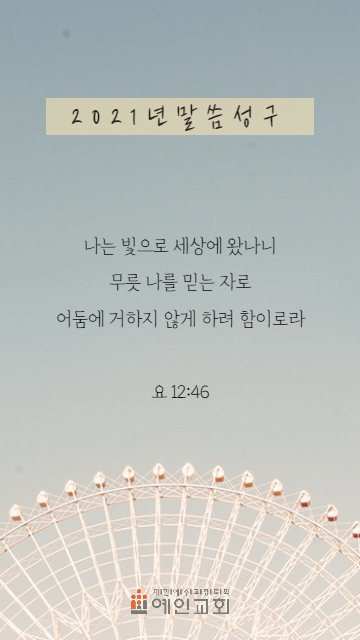 2021년말씀성구
나는 빛으로 세상에 왔나니
무릇 나를 믿는 자로
어둠에 거하지 않게 하려 함이로라
요 12:46
예인교회